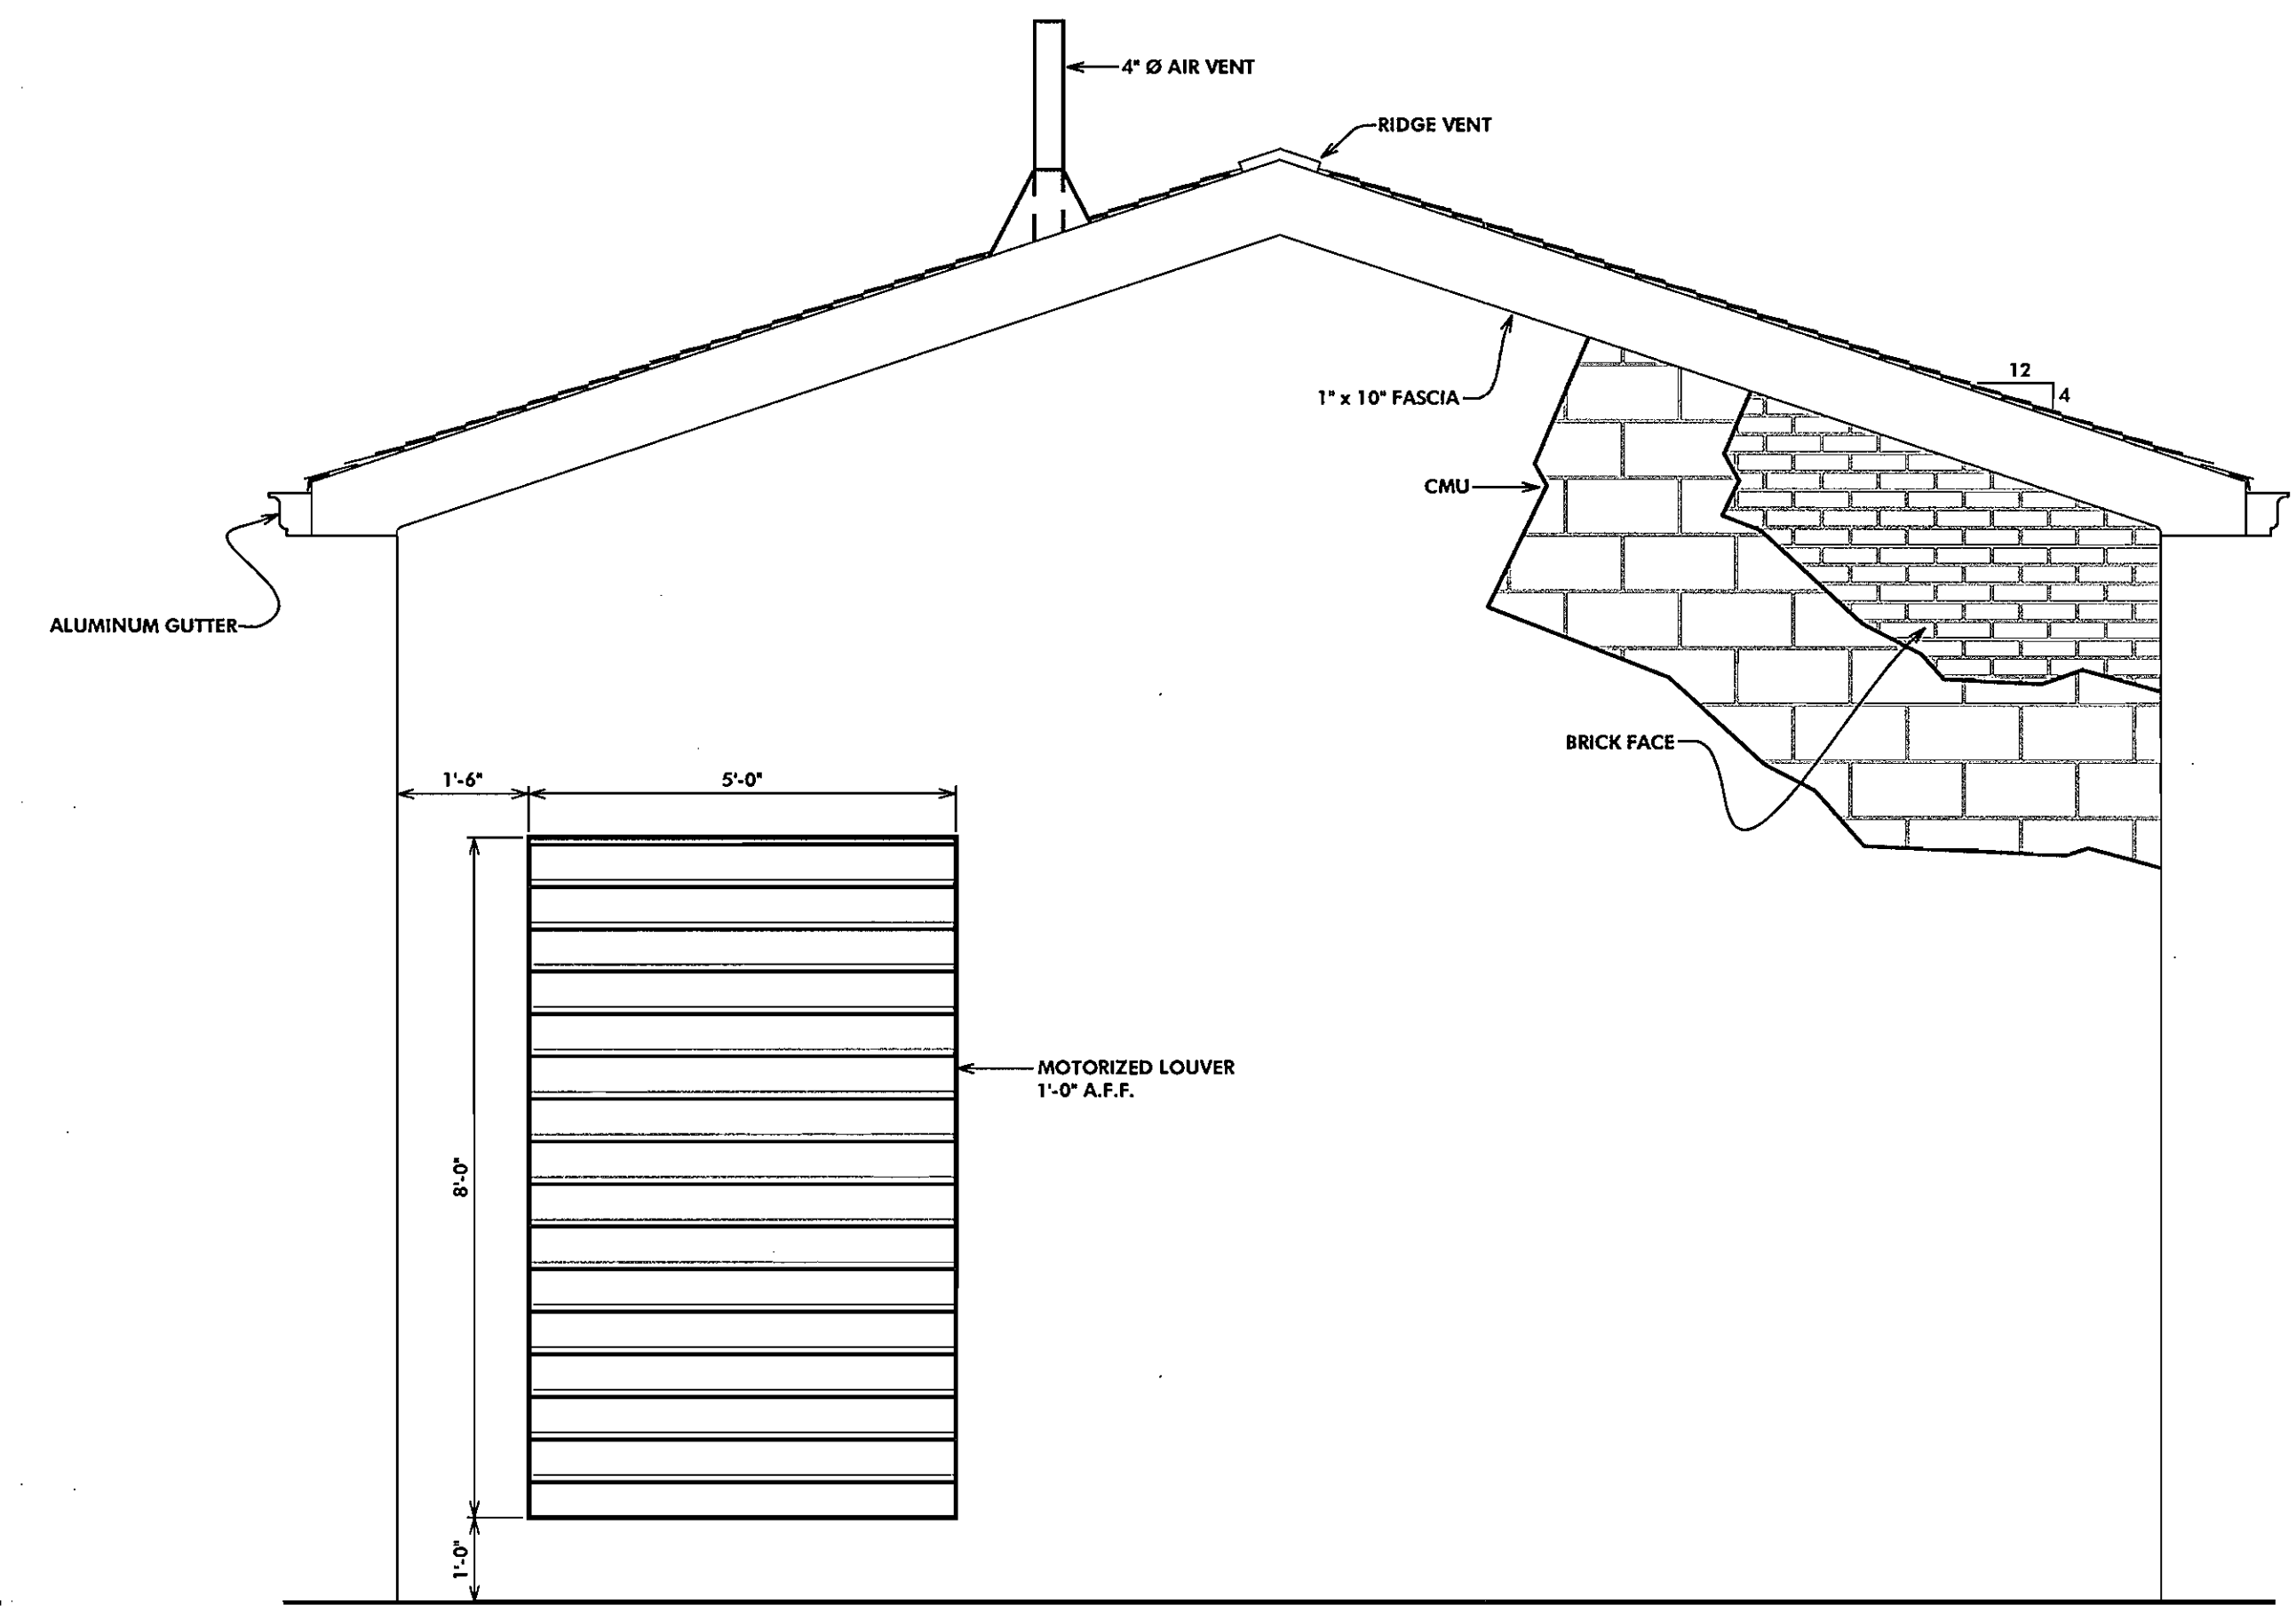 4" Ø AIR VENT
RIDGE VENT
12
4
1" x 10" FASCIA
CMU
ALUMINUM GUTTER
BRICK FACE
1'-6"
5'-0"
MOTORIZED LOUVER
1'-0" A.F.F.
8'-0"
1'-0"